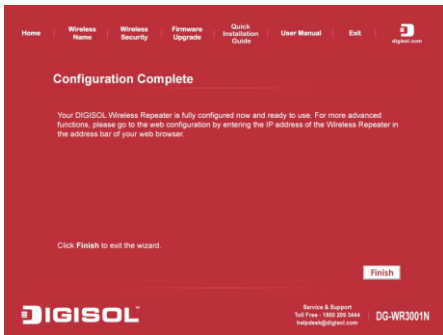 Home
Wireless Name
Wireless Security
Firmware Upgrade
Quick Installation Guide
User Manual
Exit
digisol.com
Configuration Complete
Your DIGISOL Wireless Repeater is fully configured now and ready to use. For more advanced
functions, please go to the web configuration by entering the IP address of the Wireless Repeater in
the address bar of your web browser.
Click Finish to exit the wizard.
Finish
DIGISOL
Service & Support
Toll Free - 1800 209 3444
helpdesk@digisol.com
DG-WR3001N